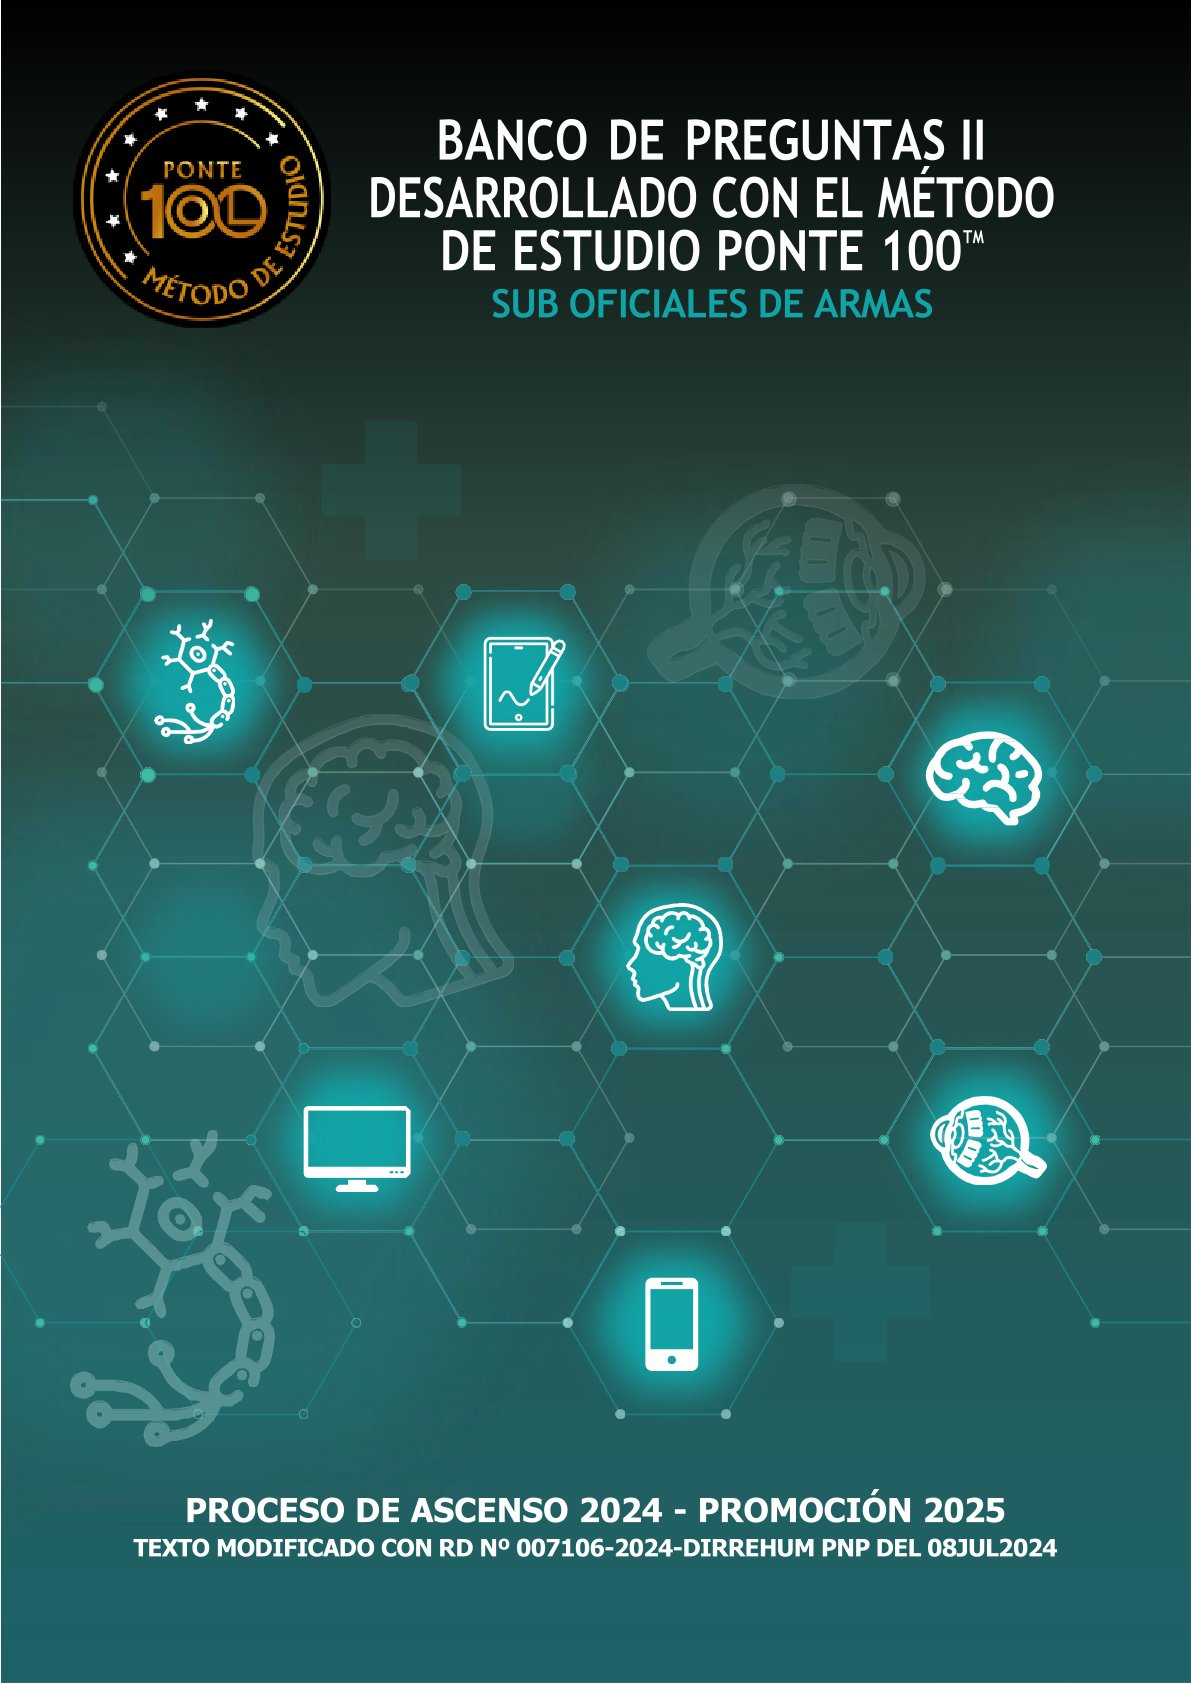 PONTE
100
MÉTODO DE ESTUDIO
BANCO DE PREGUNTAS II
DESARROLLADO CON EL MÉTODO
DE ESTUDIO PONTE 100™
SUB OFICIALES DE ARMAS
PROCESO DE ASCENSO 2024 - PROMOCIÓN 2025
TEXTO MODIFICADO CON RD Nº 007106-2024-DIRREHUM PNP DEL 08JUL2024